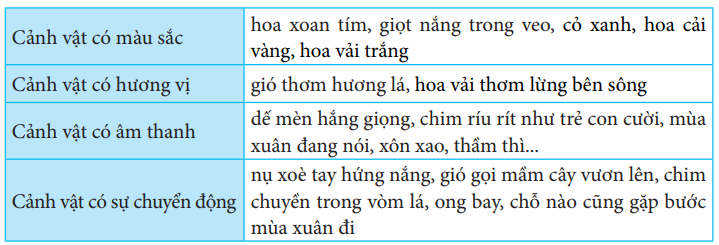 Cảnh vật có màu sắc
hoa xoan tím, giọt nắng trong veo, cỏ xanh, hoa cải
vàng, hoa vải trắng
Cảnh vật có hương vị
gió thơm hương lá, hoa vải thơm lừng bên sông
Cảnh vật có âm thanh
dế mèn hắng giọng, chim ríu rít như trẻ con cười, mùa
xuân đang nói, xôn xao, thầm thì...
Cảnh vật có sự chuyển động
nụ xoè tay hứng nắng, gió gọi mầm cây vươn lên, chim
chuyền trong vòm lá, ong bay, chỗ nào cũng gặp bước
mùa xuân đi